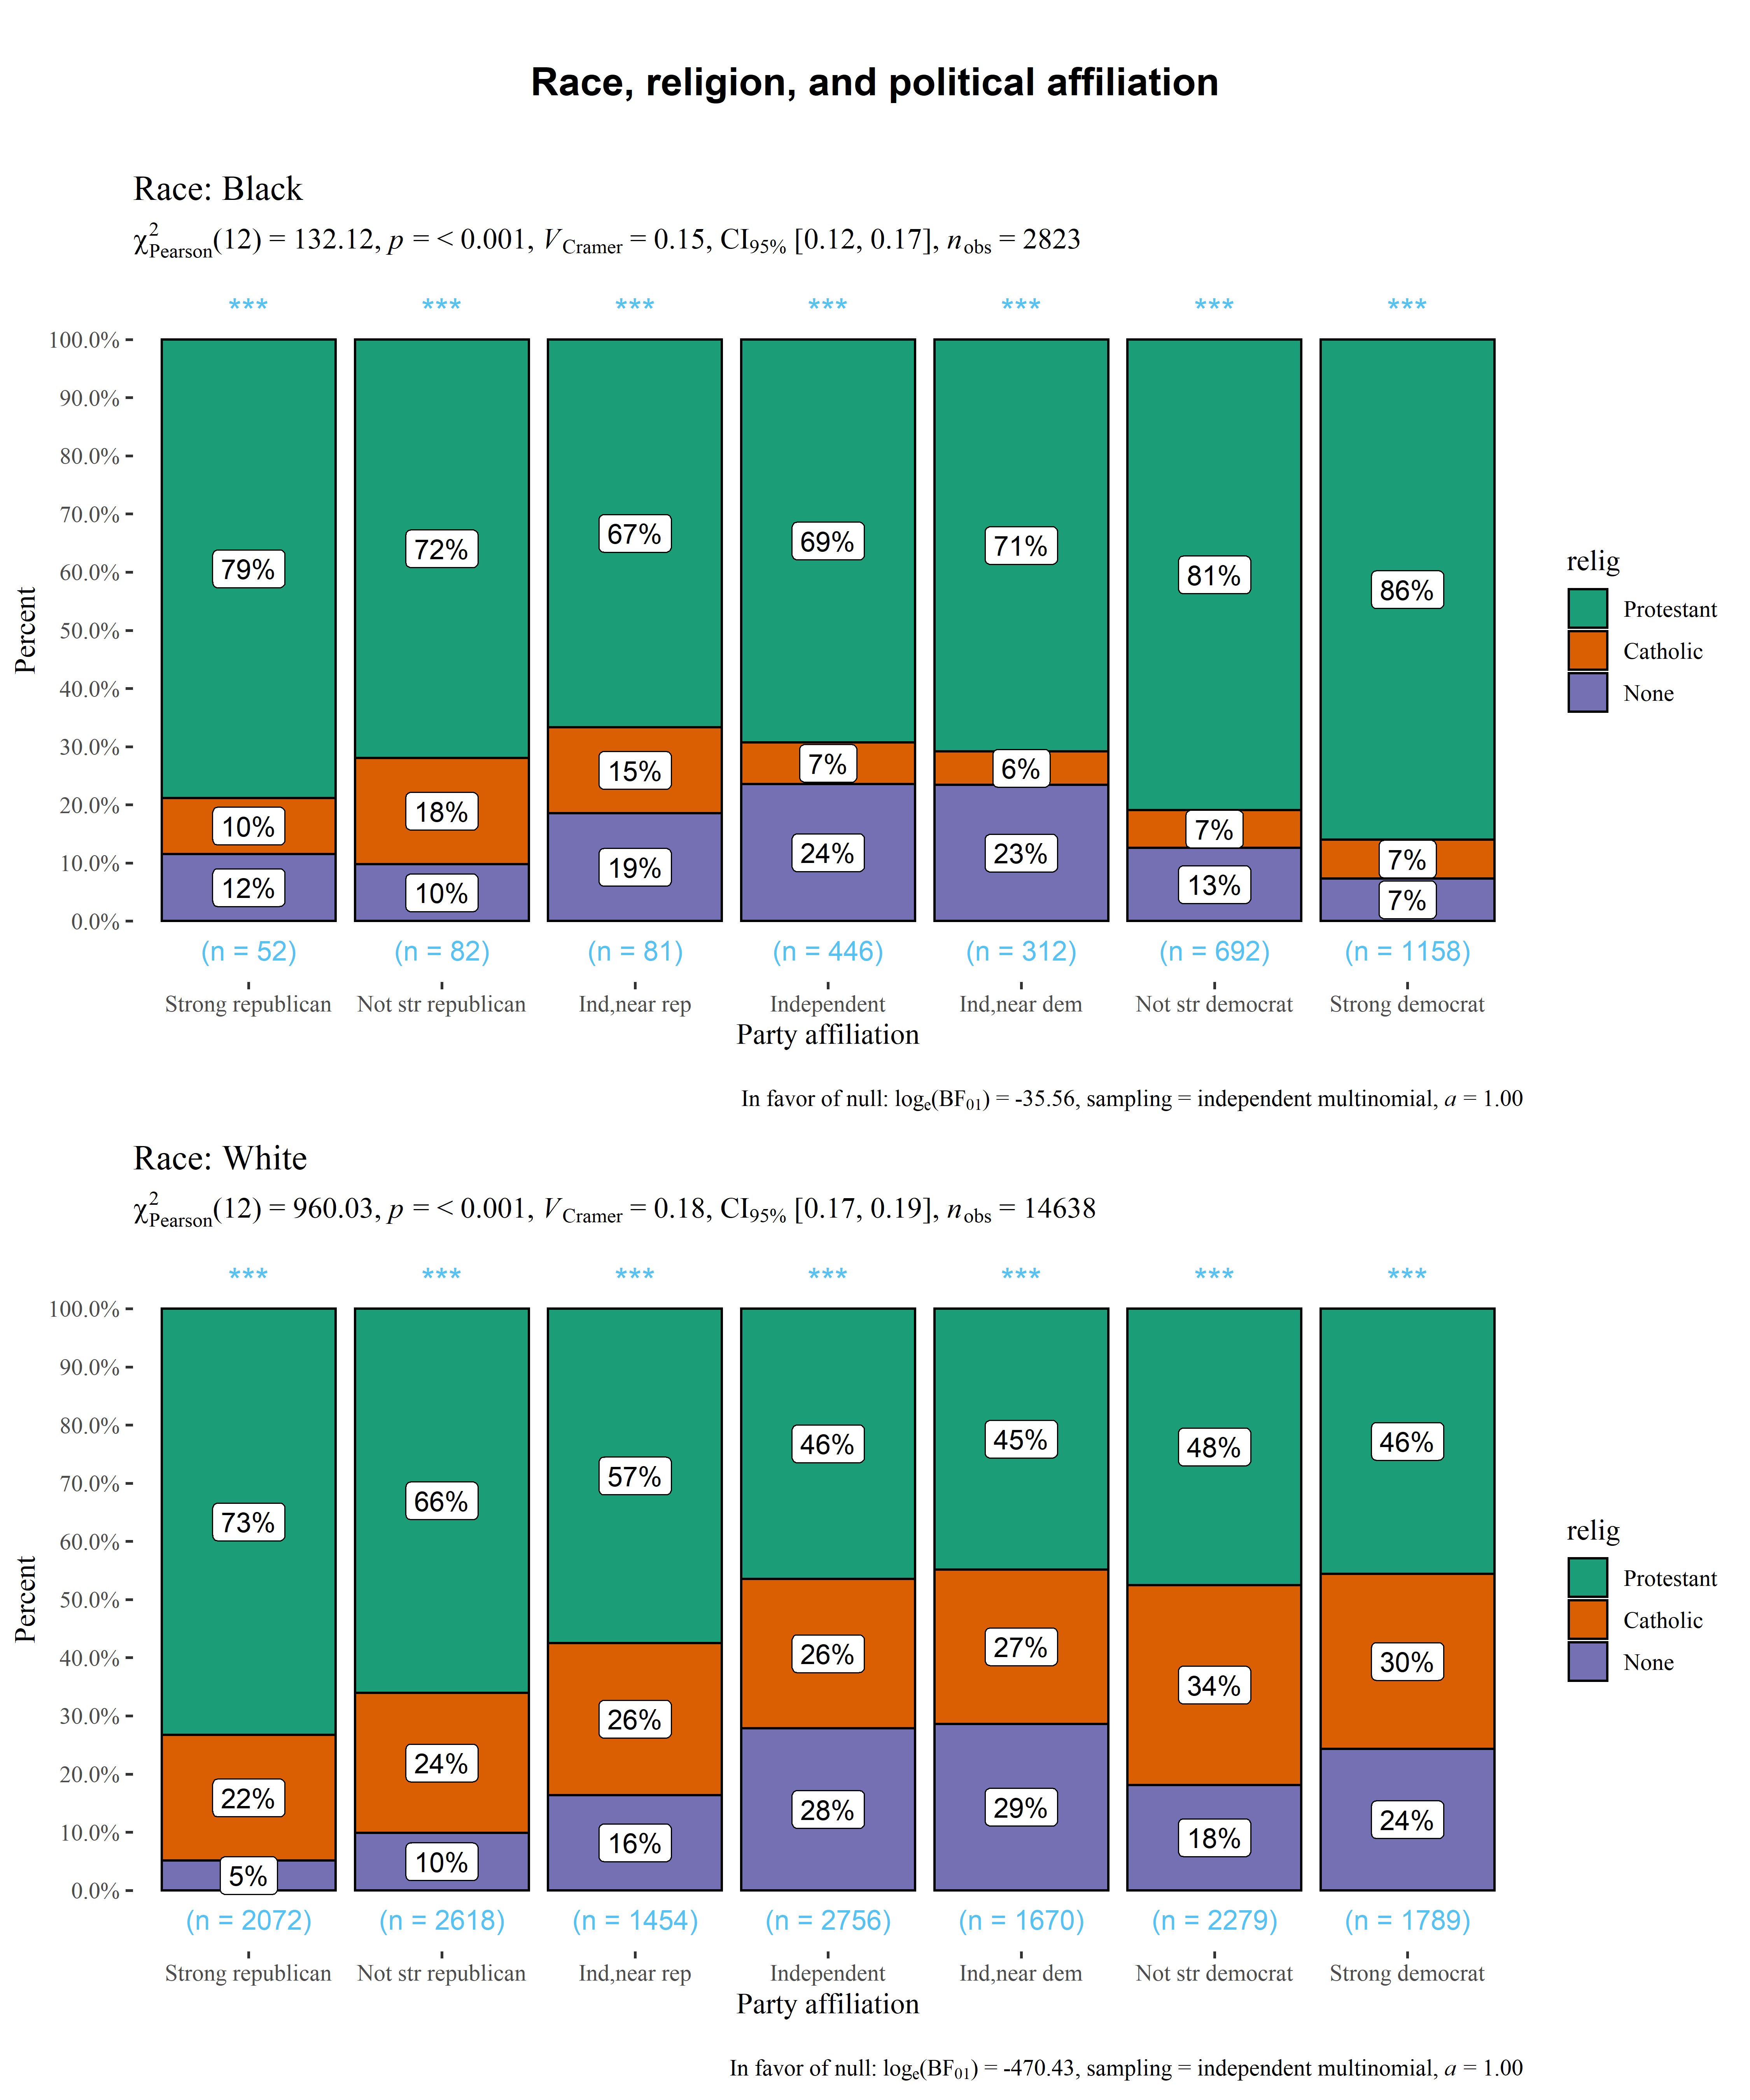 Race, religion, and political affiliation
Race: Black
χ²Pearson(12) = 132.12, p = < 0.001, VCramer = 0.15, CI95% [0.12, 0.17], nobs = 2823
*** *** *** *** *** *** ***
100.0%
90.0%
80.0%
70.0%
60.0%
50.0%
40.0%
30.0%
20.0%
10.0%
0.0%
Percent
79% 72% 67% 69% 71% 81% 86%
10% 18% 15% 7% 6% 7% 7%
12% 10% 19% 24% 23% 13% 7%
(n = 52) (n = 82) (n = 81) (n = 446) (n = 312) (n = 692) (n = 1158)
Strong republican Not str republican Ind,near rep Independent Ind,near dem Not str democrat Strong democrat
Party affiliation
relig
Protestant
Catholic
None
In favor of null: loge(BF01) = -35.56, sampling = independent multinomial, a = 1.00
Race: White
χ²Pearson(12) = 960.03, p = < 0.001, VCramer = 0.18, CI95% [0.17, 0.19], nobs = 14638
*** *** *** *** *** *** ***
100.0%
90.0%
80.0%
70.0%
60.0%
50.0%
40.0%
30.0%
20.0%
10.0%
0.0%
Percent
73% 66% 57% 46% 45% 48% 46%
22% 24% 26% 26% 27% 34% 30%
5% 10% 16% 28% 29% 18% 24%
(n = 2072) (n = 2618) (n = 1454) (n = 2756) (n = 1670) (n = 2279) (n = 1789)
Strong republican Not str republican Ind,near rep Independent Ind,near dem Not str democrat Strong democrat
Party affiliation
relig
Protestant
Catholic
None
In favor of null: loge(BF01) = -470.43, sampling = independent multinomial, a = 1.00